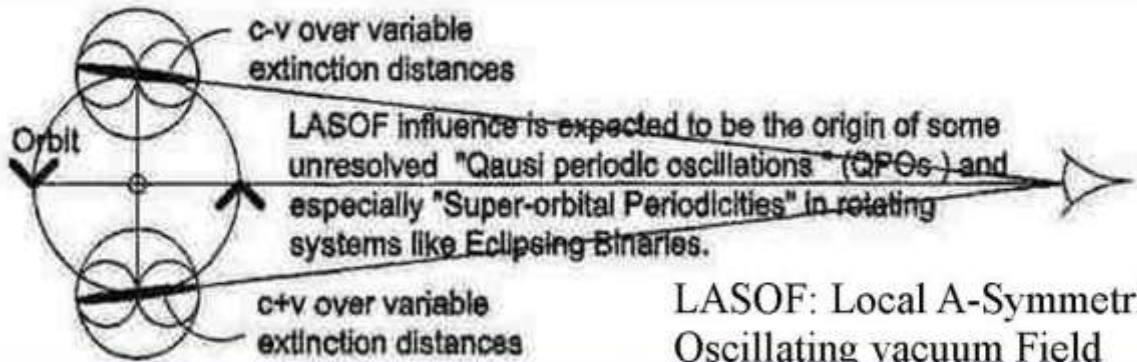 c-v over variable
extinction distances
Orbit
LASOF influence is expected to be the origin of some
unresolved "Qausi periodic oscillations " (QPOs ) and
especially "Super-orbital Periodicities" in rotating
systems like Eclipsing Binaries.
c+v over variable
extinction distances
LASOF: Local A-Symmetr
Oscillating vacuum Field